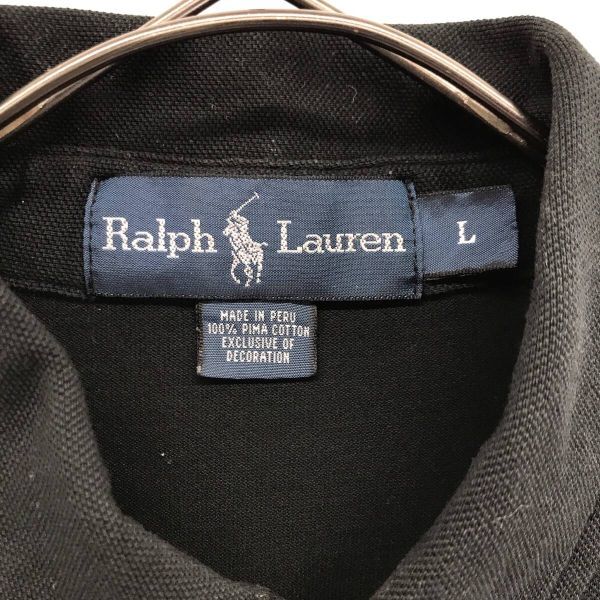 Ralph Lauren L
MADE IN PERU
100% PIMA COTTON
EXCLUSIVE OF
DECORATION